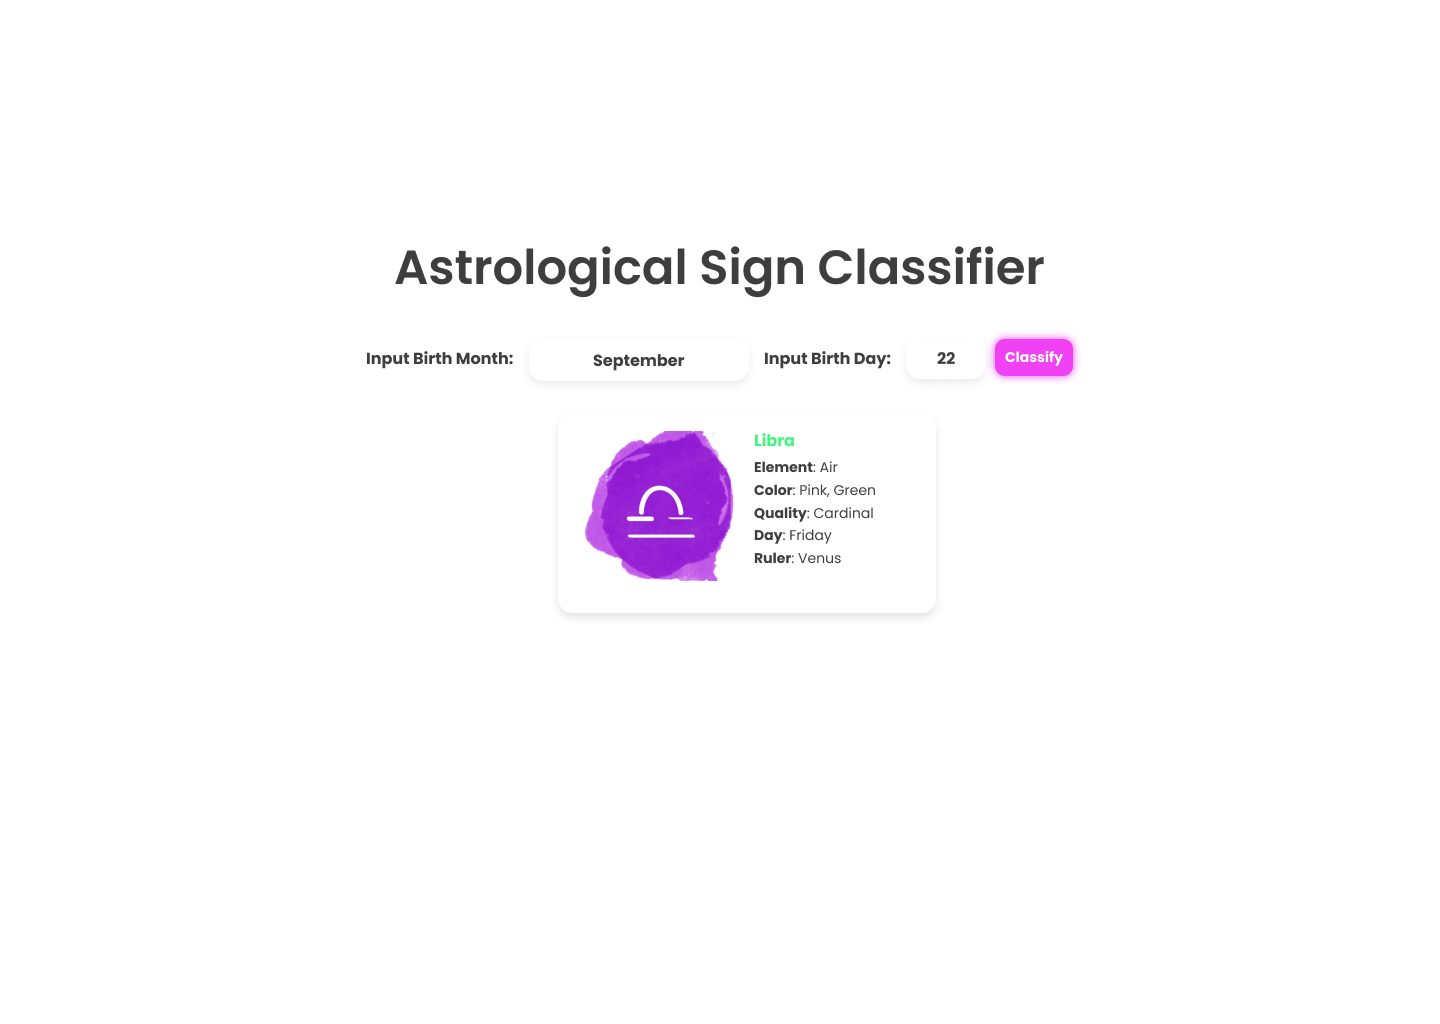 Astrological Sign Classifier
Input Birth Month: September Input Birth Day: 22 Classify
Libra
Element: Air
Color: Pink, Green
Quality: Cardinal
Day: Friday
Ruler: Venus